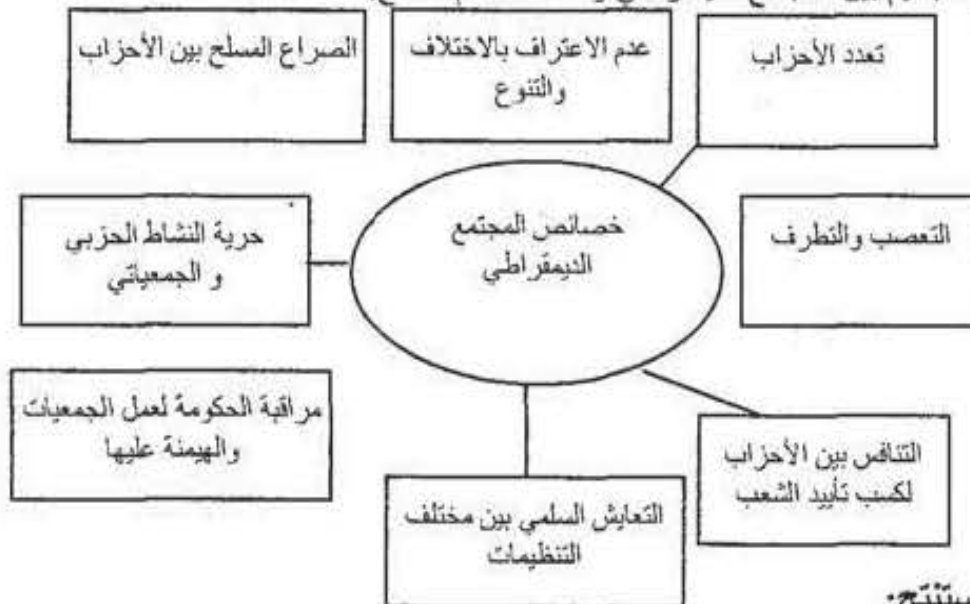 تعدد الأحزاب
عدم الاعتراف بالاختلاف
والتنوع
الصراع المسلح بين الأحزاب
خصائص المجتمع
الديمقراطي
التعصب والتطرف
حرية النشاط الحزبي
و الجمعياتي
مراقبة الحكومة لعمل الجمعيات
والهيمنة عليها
التنافس بين الأحزاب
لكسب تأييد الشعب
التعايش السلمي بين مختلف
التنظيمات